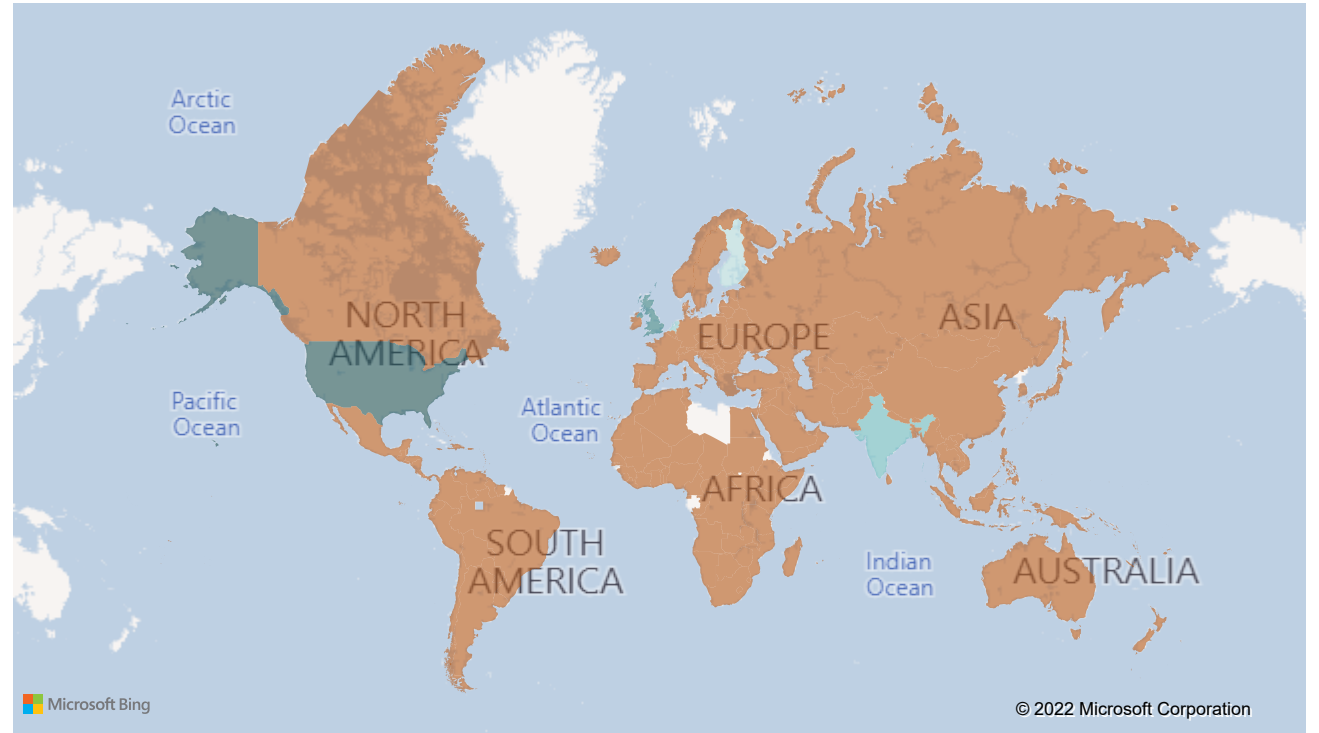 Arctic
Ocean
NORTH
AMERICA
EUROPE
ASIA
Pacific
Ocean
Atlantic
Ocean
AFRICA
SOUTH
AMERICA
Indian
Ocean
AUSTRALIA
Microsoft Bing
© 2022 Microsoft Corporation